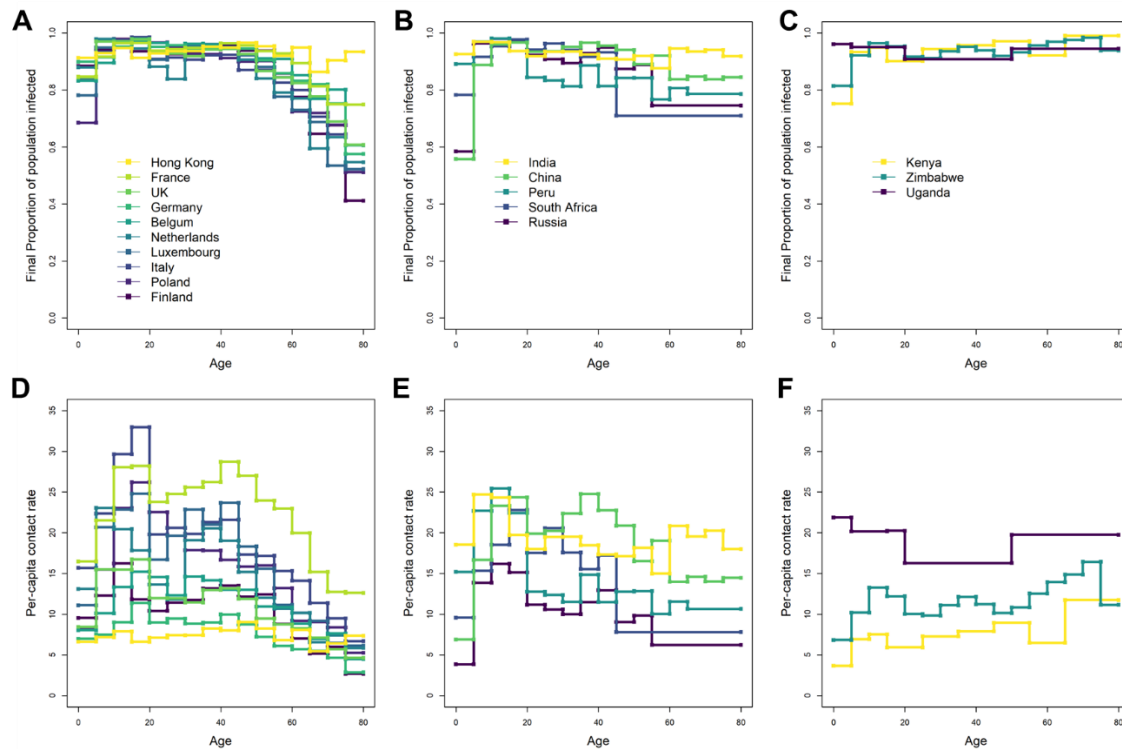 A
Final Proportion of population infected
1.0
0.8
0.6
0.4
0.2
0.0
Hong Kong
France
UK
Germany
Belgum
Netherlands
Luxembourg
Italy
Poland
Finland
0 20 40 60 80
Age
B
Final Proportion of population infected
1.0
0.8
0.6
0.4
0.2
0.0
India
China
Peru
South Africa
Russia
0 20 40 60 80
Age
C
Final Proportion of population infected
1.0
0.8
0.6
0.4
0.2
0.0
Kenya
Zimbabwe
Uganda
0 20 40 60 80
Age
D
Per-capita contact rate
35
30
25
20
15
10
5
0
0 20 40 60 80
Age
E
Per-capita contact rate
35
30
25
20
15
10
5
0
0 20 40 60 80
Age
F
Per-capita contact rate
35
30
25
20
15
10
5
0
0 20 40 60 80
Age